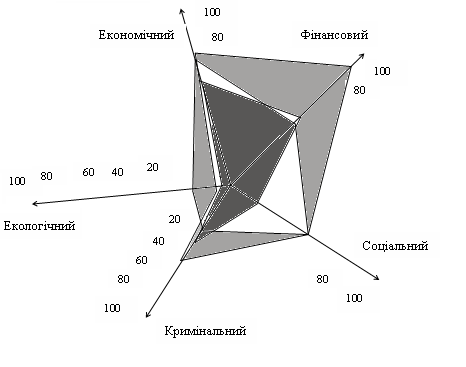 100
Економічний
80
Фінансовий
100
80
100 80 60 40 20
Екологічний
20
40
60
80
100
Кримінальний
Соціальний
80
100